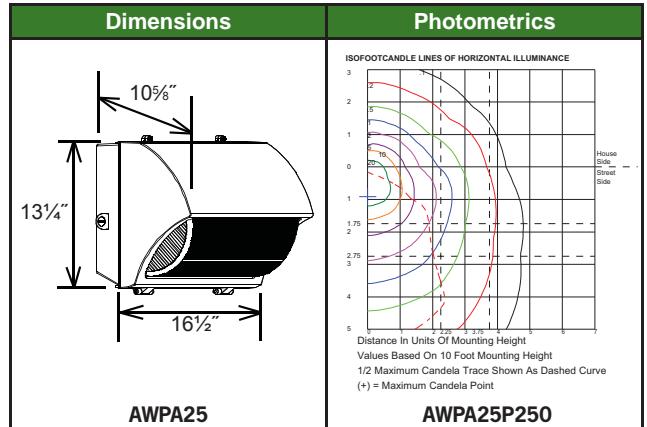 Dimensions
Photometrics
10⅝″
13¼″
16½″
AWPA25
ISOFOOTCANDLE LINES OF HORIZONTAL ILLUMINANCE
3
2
1
0
1
1.75
2
2.75
3
4
5
.1
.2
.5
1
2
5
10
20
House
Side
Street
Side
0 1 2 2.25 3 3.75 4 5 6 7
Distance In Units Of Mounting Height
Values Based On 10 Foot Mounting Height
1/2 Maximum Candela Trace Shown As Dashed Curve
(+) = Maximum Candela Point
AWPA25P250